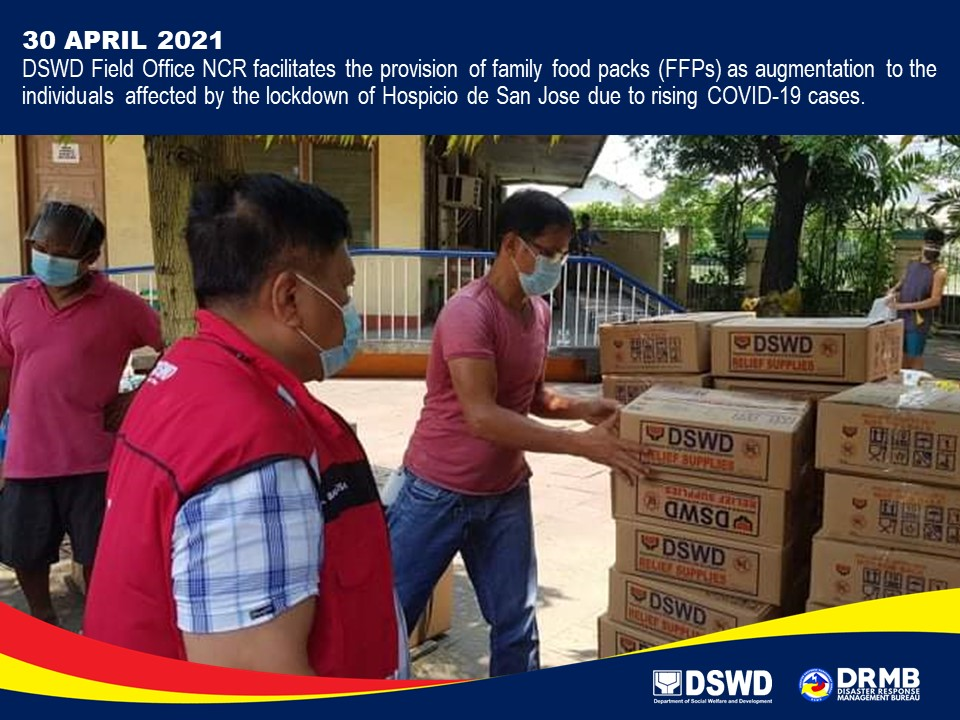 30 APRIL 2021
DSWD Field Office NCR facilitates the provision of family food packs (FFPs) as augmentation to the
individuals affected by the lockdown of Hospicio de San Jose due to rising COVID-19 cases.
DSWD
RELIEF SUPPLIES
DSWD
RELIEF SUPPLIES
RELIEF SUPPLIES
DSWD
DSWD
RELIEF SUPPLIES
DSWD
RELIEF SUPPLIES
DSWD
DSWD
Department of Social Welfare and Development
DRMB
DISASTER RESPONSE
MANAGEMENT BUREAU